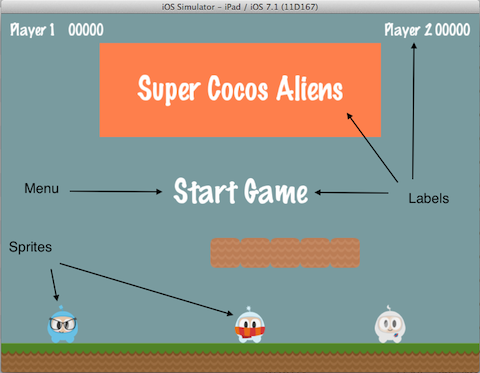 iOS Simulator - iPad / iOS 7.1 (11D167)
Player 1 00000
Player 2 00000
Super Cocos Aliens
Menu
Start Game
Labels
Sprites